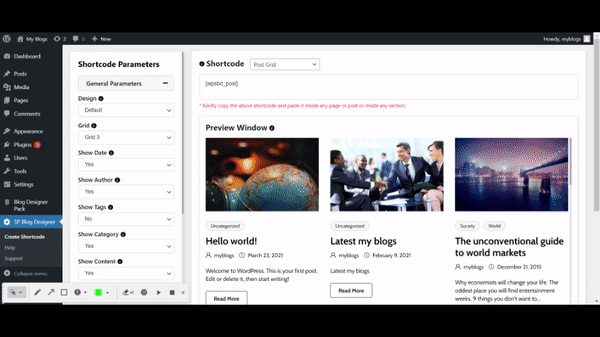 My Blogs
2
0
New
Howdy, myblogs
Dashboard
Posts
Media
Pages
Comments
Appearance
Plugins
Users
Tools
Settings
Blog Designer
Pack
SP Blog Designer
Create Shortcode
Help
Support
Collapse menu
Shortcode Parameters
General Parameters
Design
Default
Grid
Grid 3
Show Date
Yes
Show Author
Yes
Show Tags
No
Show Category
Yes
Show Content
Yes
Shortcode
Post Grid
[wpsbd_post]
* Kindly copy the above shortcode and paste it inside any page or post or inside any section.
Preview Window
Uncategorized
Hello world!
myblogs March 23, 2021
Welcome to WordPress. This is your first post.
Edit or delete it, then start writing!
Read More
Uncategorized
Latest my blogs
myblogs February 9, 2021
Latest my blogs
Read More
Society World
The unconventional guide
to world markets
myblogs December 21, 2015
Why economists will change your life. The
oddest place you will find entertainment
weeks. 9 things you don't want to...